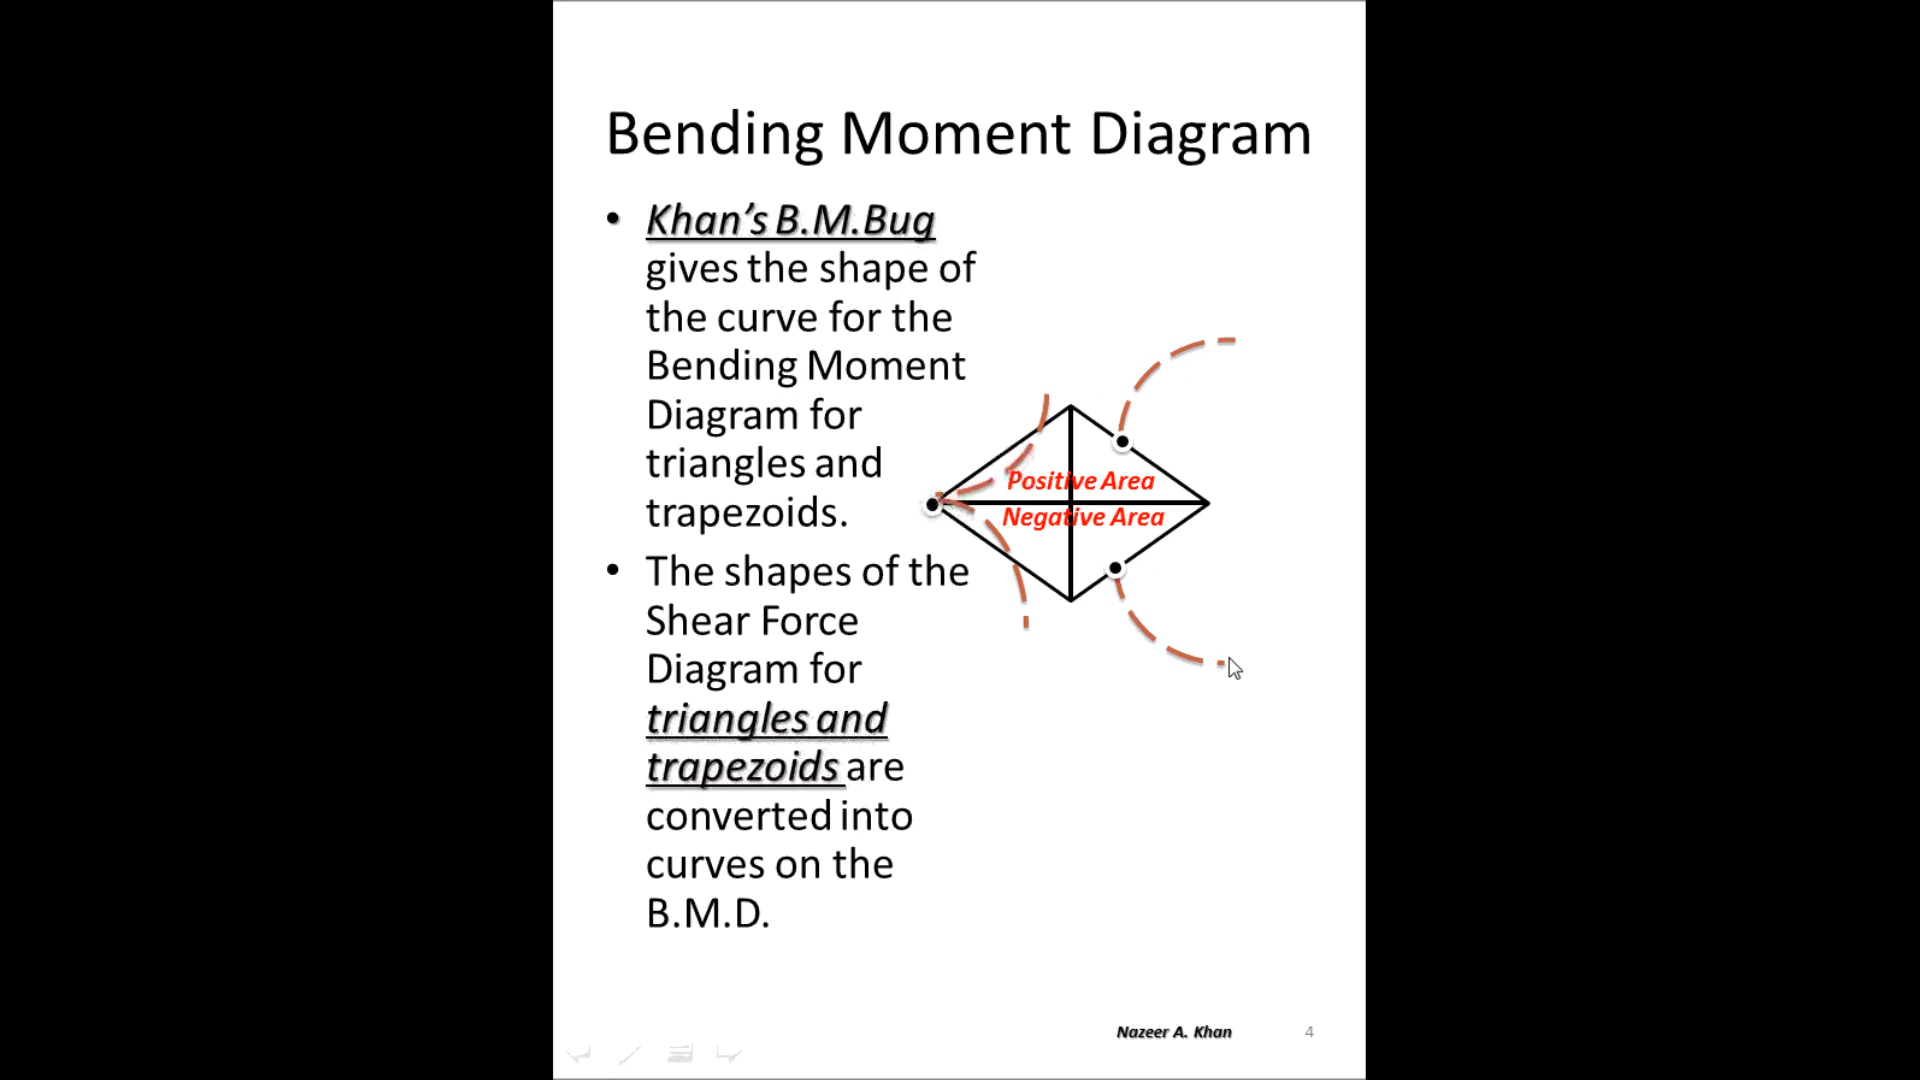 Bending Moment Diagram
• Khan’s B.M.Bug
gives the shape of
the curve for the
Bending Moment
Diagram for
triangles and
trapezoids.
• The shapes of the
Shear Force
Diagram for
triangles and
trapezoids are
converted into
curves on the
B.M.D.
Positive Area
Negative Area
Nazeer A. Khan
4